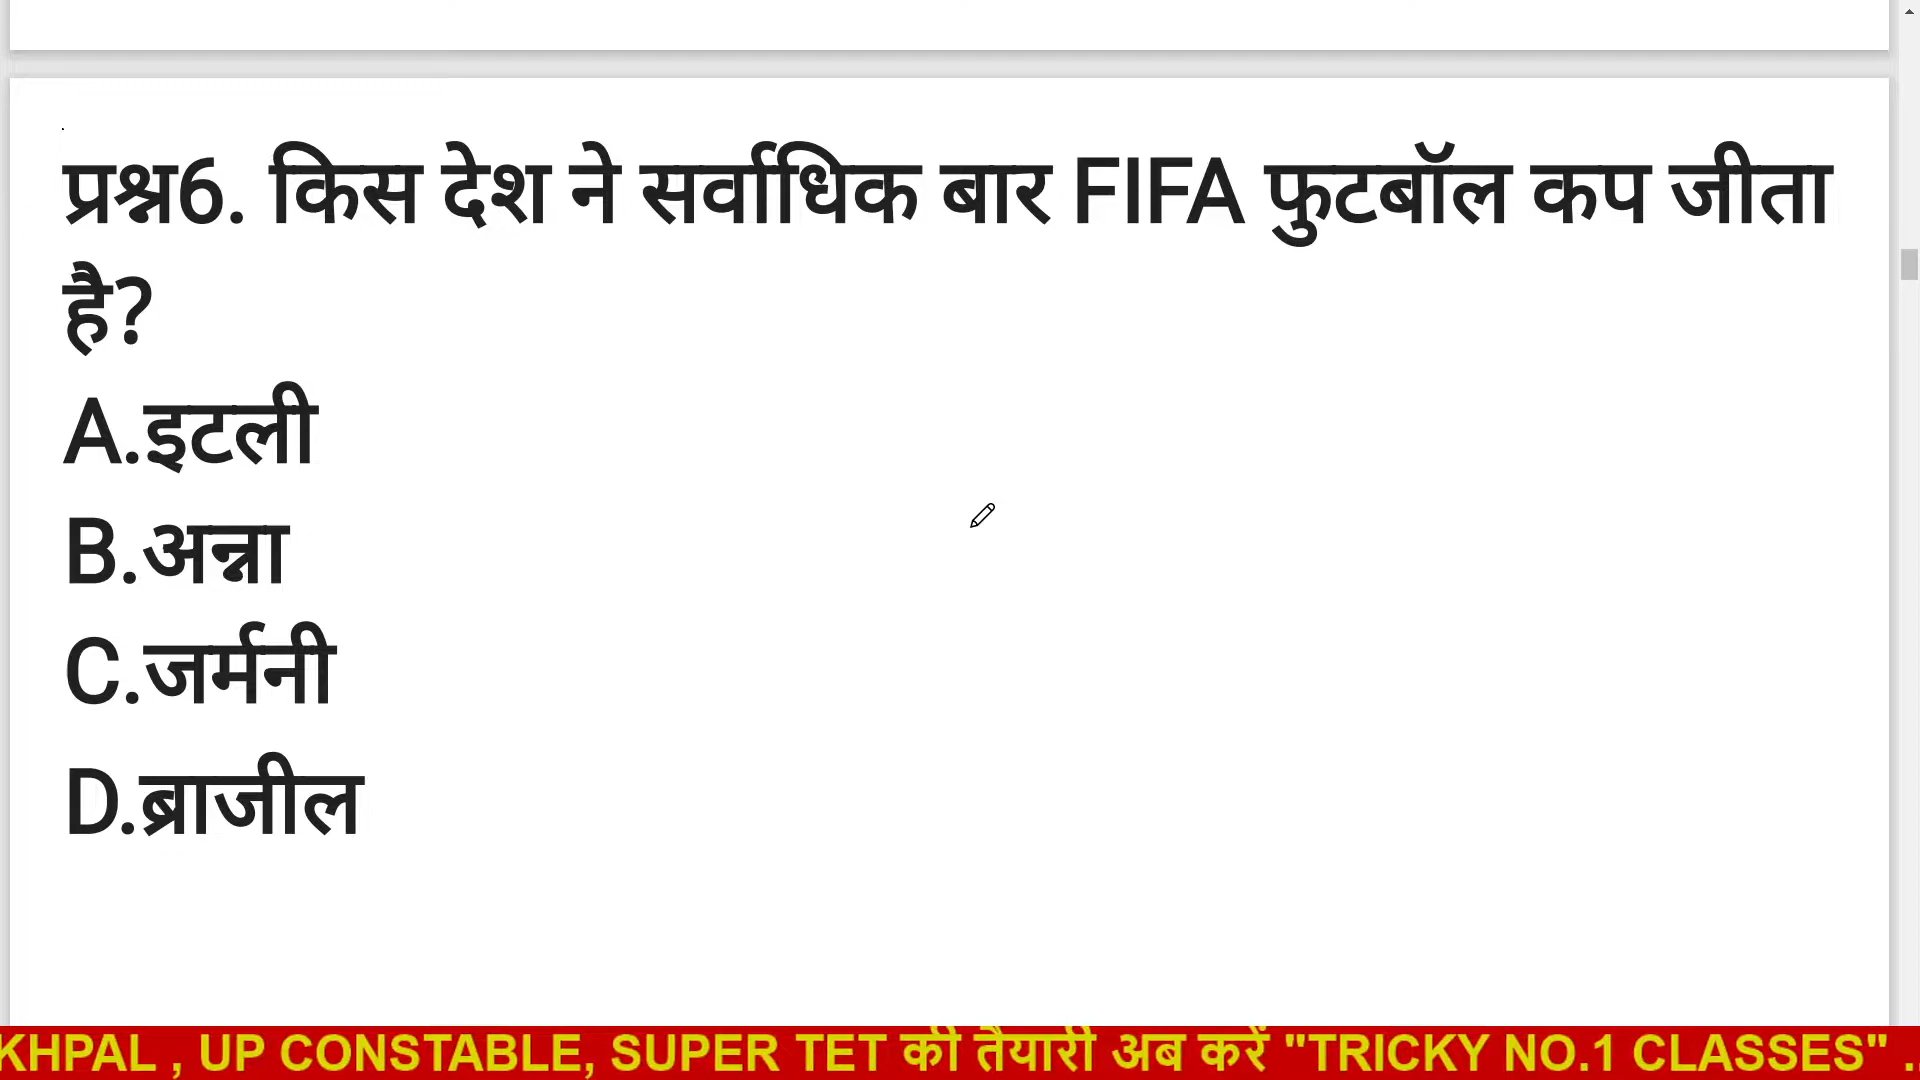 प्रश्न6. किस देश ने सर्वाधिक बार FIFA फुटबॉल कप जीता
है?
A.इटली
B.अन्ना
C.जर्मनी
D.ब्राजील
KHPAL , UP CONSTABLE, SUPER TET की तैयारी अब करें "TRICKY NO.1 CLASSES" ..